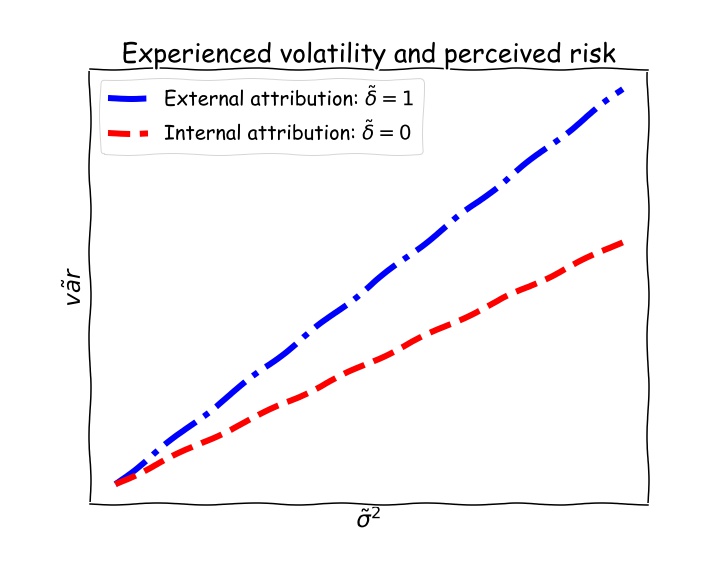 Experienced volatility and perceived risk
External attribution: δ̃ = 1
Internal attribution: δ̃ = 0
vãr
σ̃²